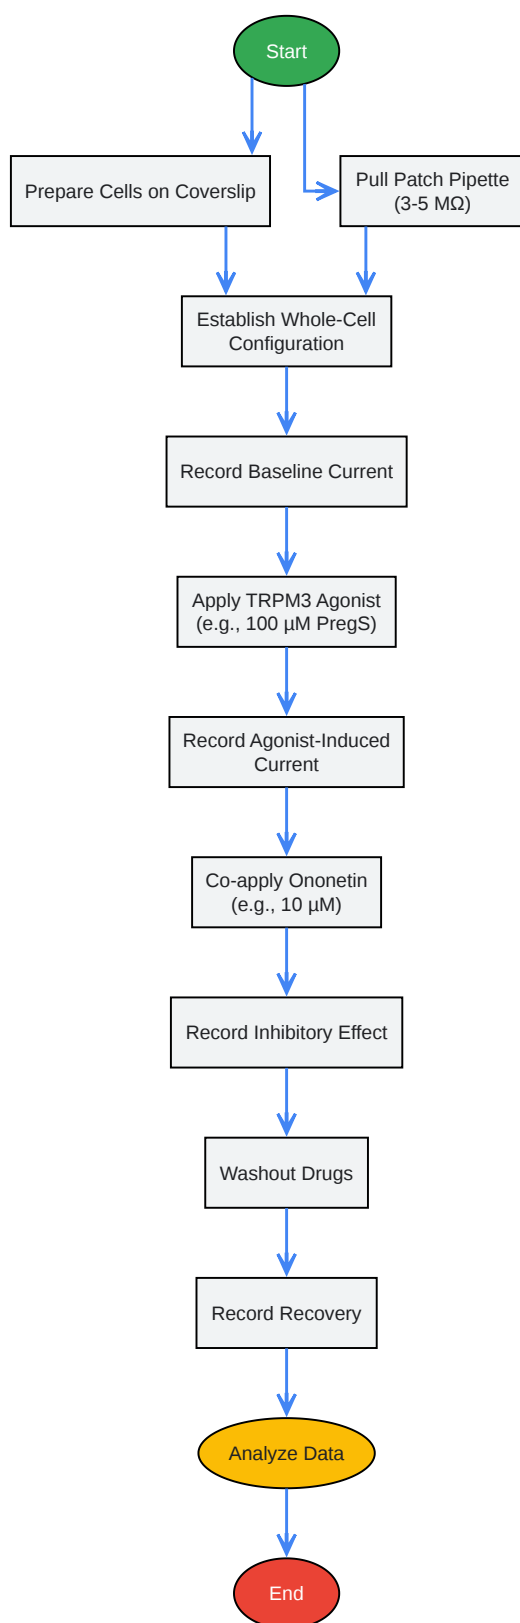 Start
Prepare Cells on Coverslip
Pull Patch Pipette
(3-5 MΩ)
Establish Whole-Cell
Configuration
Record Baseline Current
Apply TRPM3 Agonist
(e.g., 100 µM PregS)
Record Agonist-Induced
Current
Co-apply Ononetin
(e.g., 10 µM)
Record Inhibitory Effect
Washout Drugs
Record Recovery
Analyze Data
End